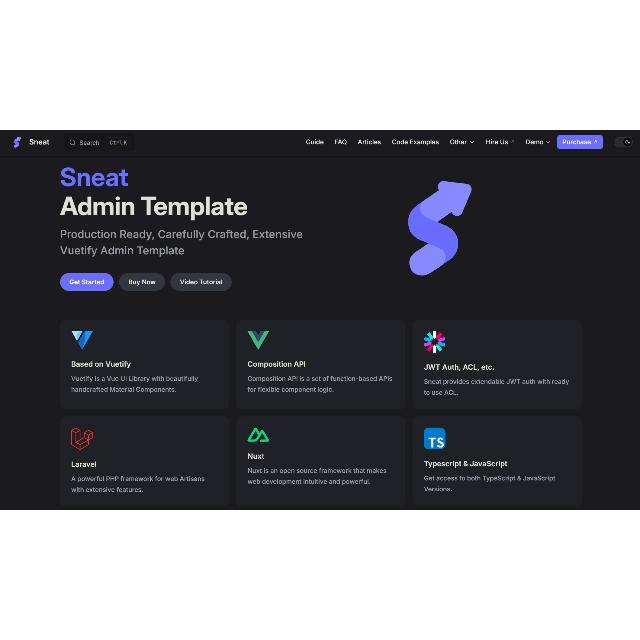 Sneat
Search
Ctrl K
Guide
FAQ
Articles
Code Examples
Other
Hire Us
Demo
Purchase
Sneat
Admin Template
Production Ready, Carefully Crafted, Extensive
Vuetify Admin Template
Get Started
Buy Now
Video Tutorial
Based on Vuetify
Vuetify is a Vue UI Library with beautifully
handcrafted Material Components.
Composition API
Composition API is a set of function-based APIs
for flexible component logic.
JWT Auth, ACL, etc.
Sneat provides extendable JWT auth with ready
to use ACL.
Laravel
A powerful PHP framework for web Artisans
with extensive features.
Nuxt
Nuxt is an open source framework that makes
web development intuitive and powerful.
TS
Typescript & JavaScript
Get access to both TypeScript & JavaScript
Versions.